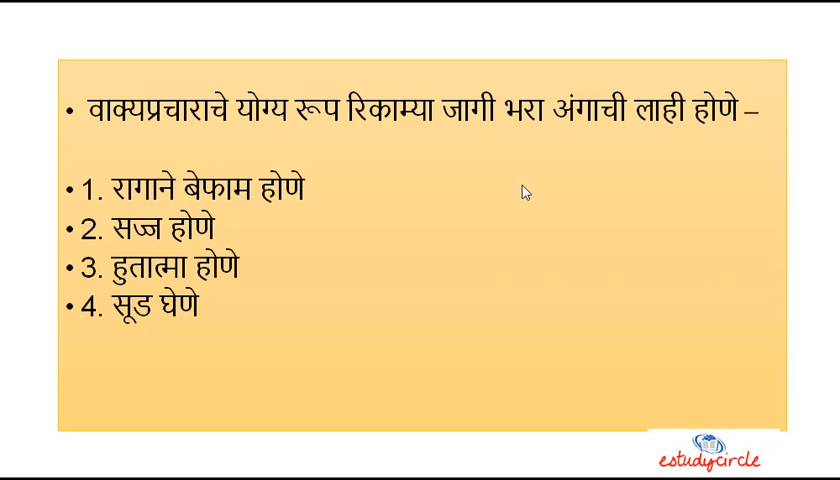 • वाक्यप्रचाराचे योग्य रूप रिकाम्या जागी भरा अंगाची लाही होणे –
• 1. रागाने बेफाम होणे
• 2. सज्ज होणे
• 3. हुतात्मा होणे
• 4. सूड घेणे
estudycircle